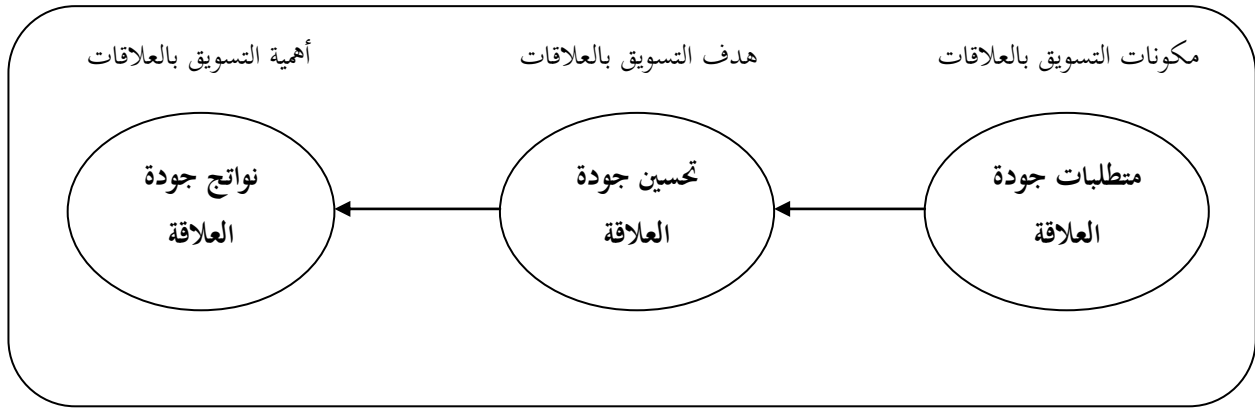 مكونات التسويق بالعلاقات
هدف التسويق بالعلاقات
أهمية التسويق بالعلاقات
متطلبات جودة
العلاقة
تحسين جودة
العلاقة
نواتج جودة
العلاقة